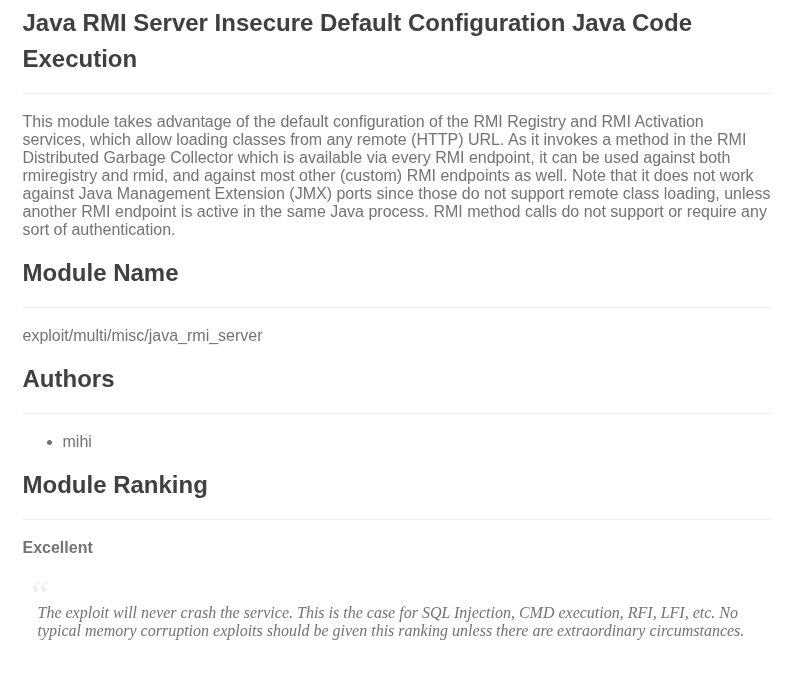 Java RMI Server Insecure Default Configuration Java Code
Execution
This module takes advantage of the default configuration of the RMI Registry and RMI Activation
services, which allow loading classes from any remote (HTTP) URL. As it invokes a method in the RMI
Distributed Garbage Collector which is available via every RMI endpoint, it can be used against both
rmiregistry and rmid, and against most other (custom) RMI endpoints as well. Note that it does not work
against Java Management Extension (JMX) ports since those do not support remote class loading, unless
another RMI endpoint is active in the same Java process. RMI method calls do not support or require any
sort of authentication.
Module Name
exploit/multi/misc/java_rmi_server
Authors
• mihi
Module Ranking
Excellent
“
The exploit will never crash the service. This is the case for SQL Injection, CMD execution, RFI, LFI, etc. No
typical memory corruption exploits should be given this ranking unless there are extraordinary circumstances.